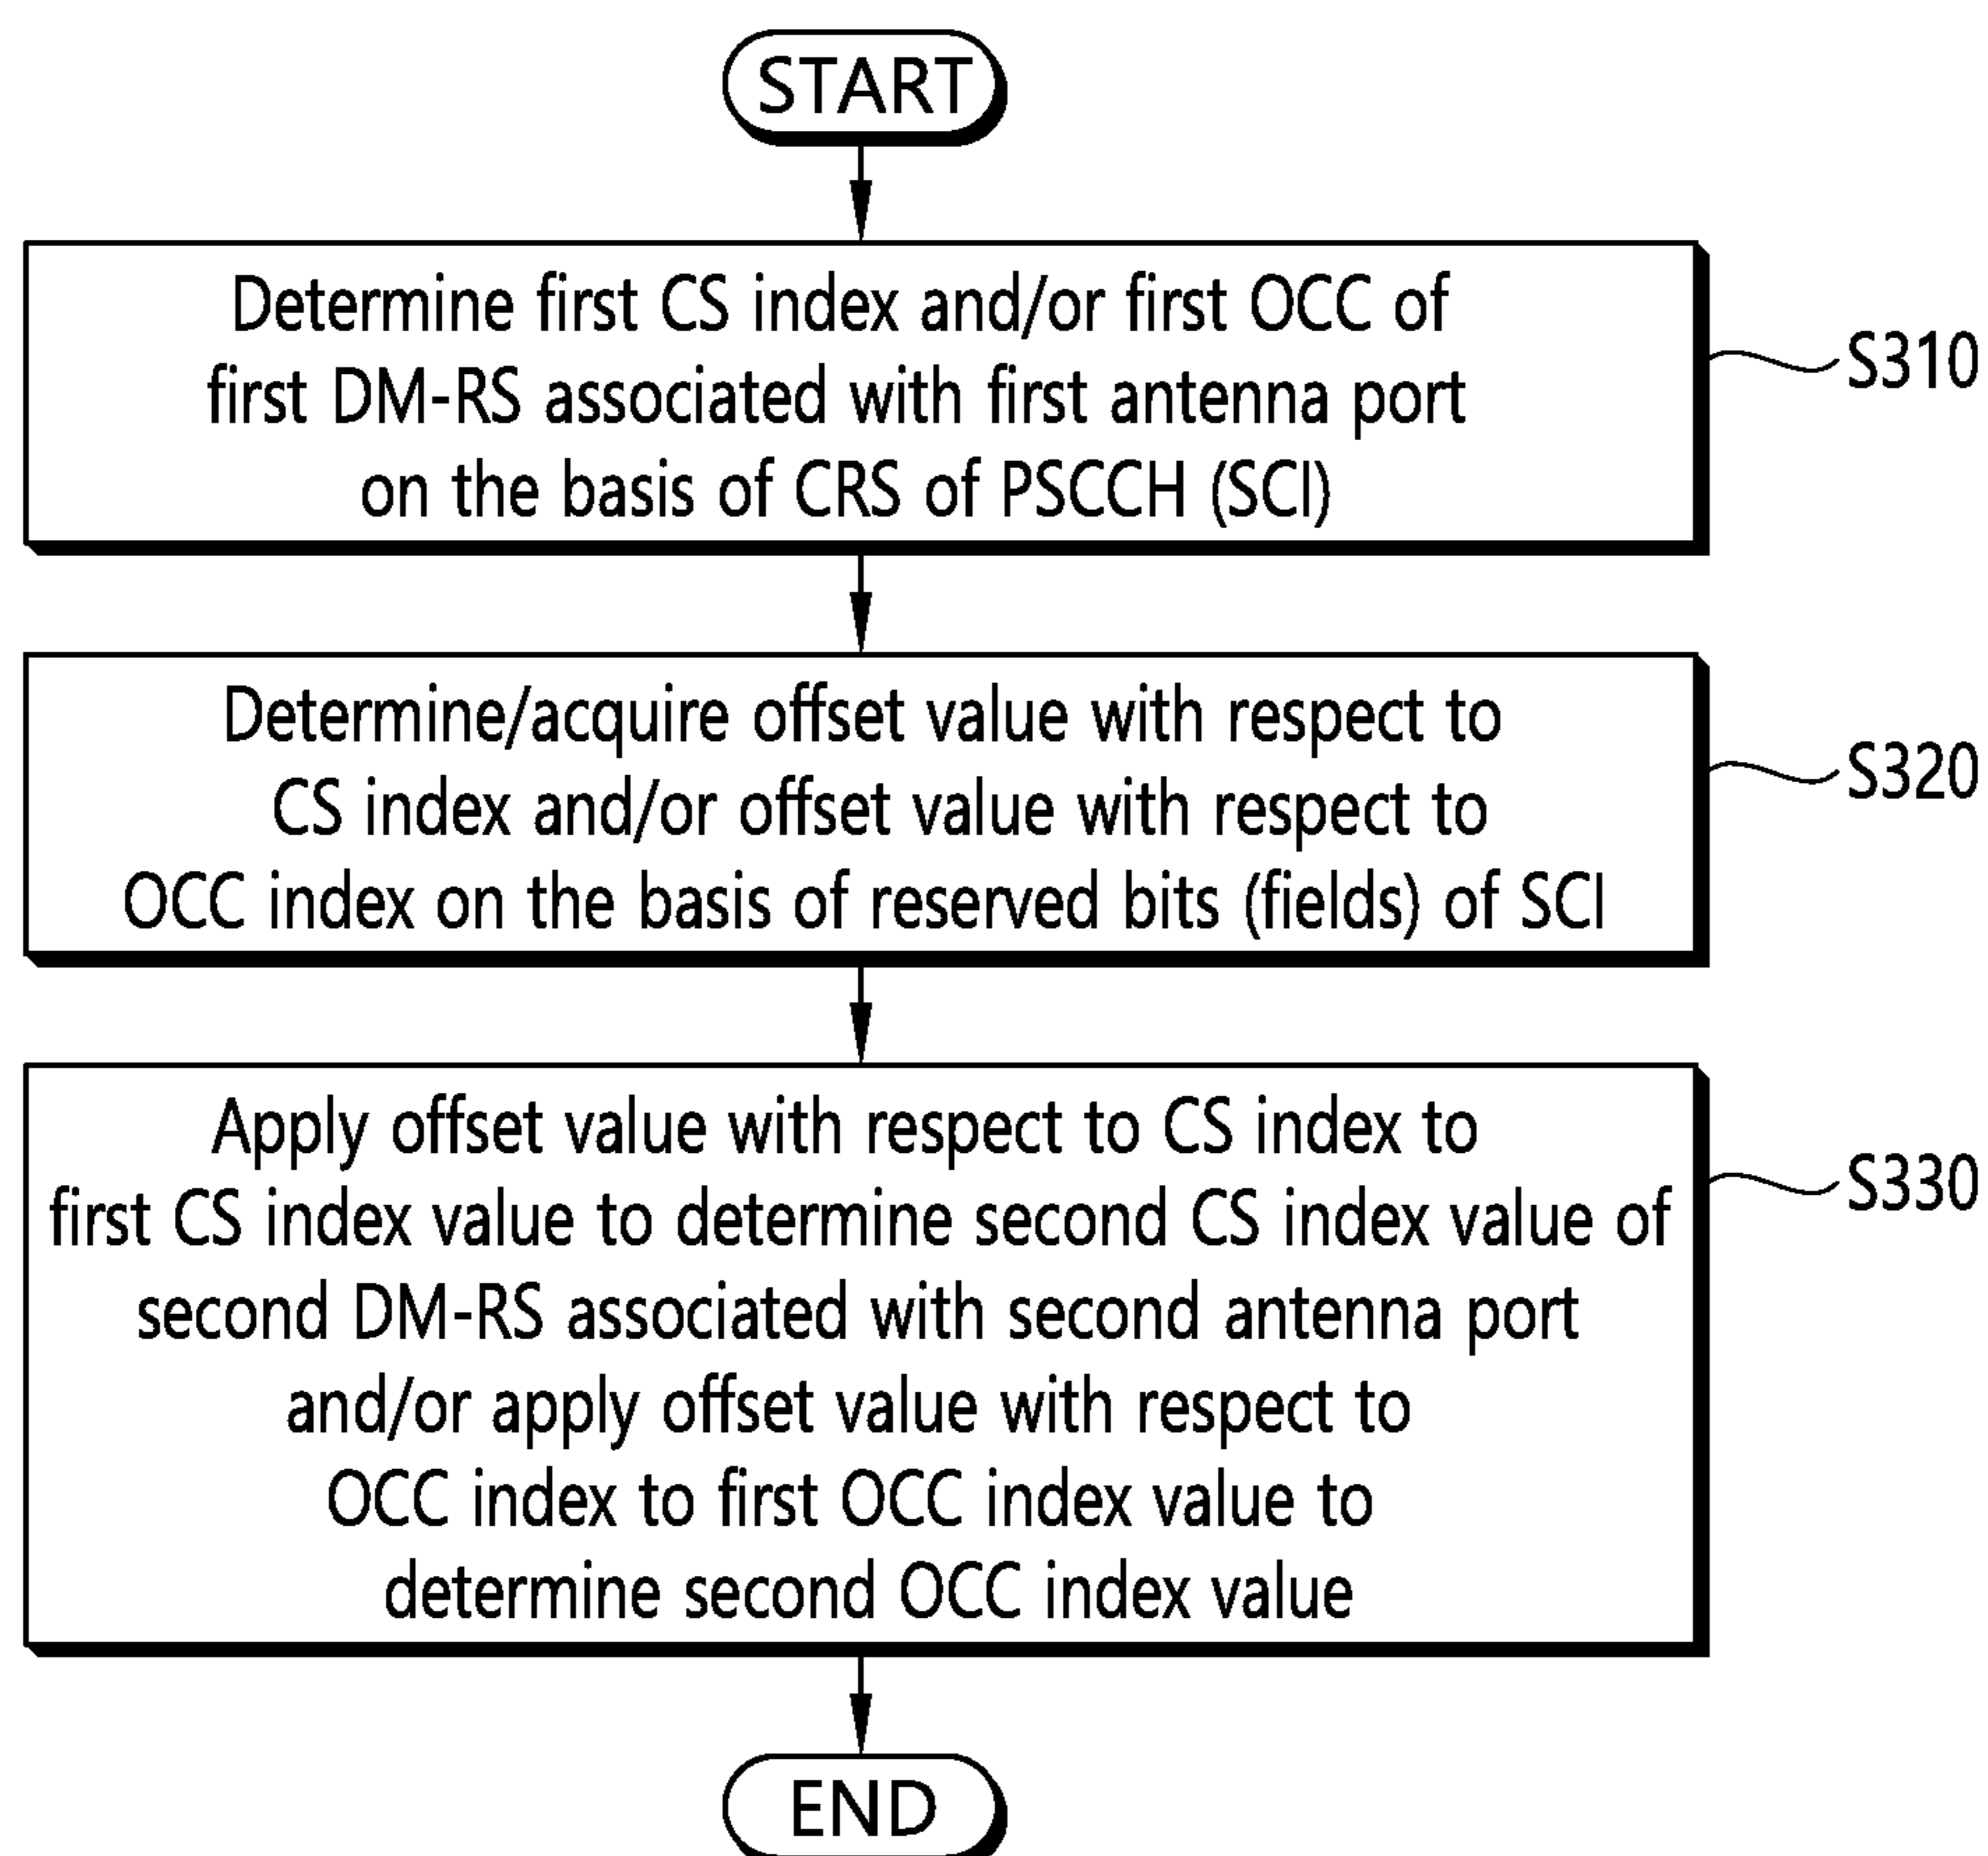 START
Determine first CS index and/or first OCC of
first DM-RS associated with first antenna port
on the basis of CRS of PSCCH (SCI)
S310
Determine/acquire offset value with respect to
CS index and/or offset value with respect to
OCC index on the basis of reserved bits (fields) of SCI
S320
Apply offset value with respect to CS index to
first CS index value to determine second CS index value of
second DM-RS associated with second antenna port
and/or apply offset value with respect to
OCC index to first OCC index value to
determine second OCC index value
S330
END